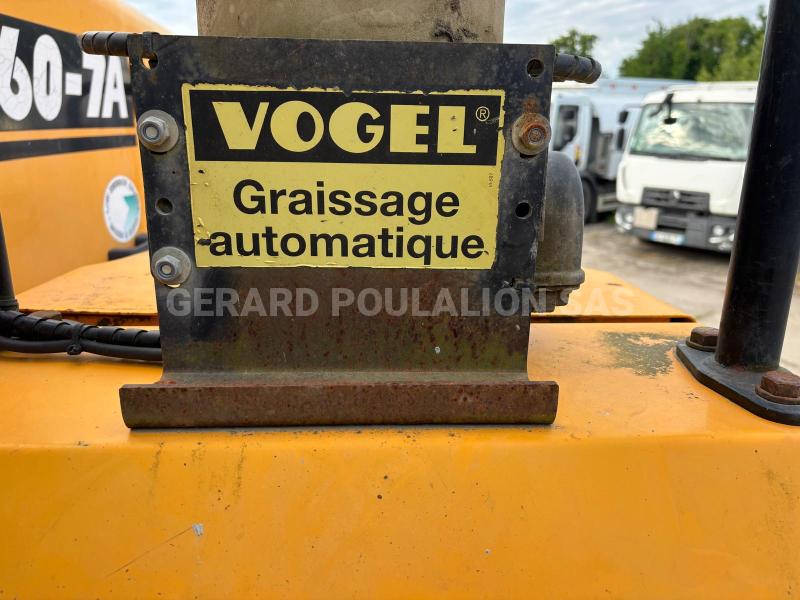 60-7A
VOGEL®
Graissage
automatique
GERARD POULALION SAS